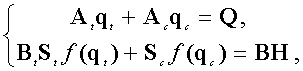 A_t q_t + A_c q_c = Q,
B_t S_t f(q_t) + S_c f(q_c) = BH,